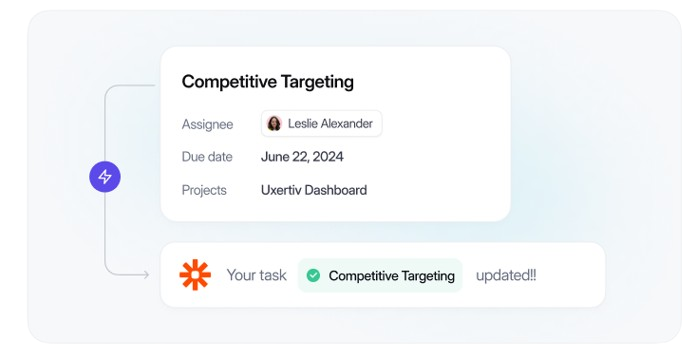 Competitive Targeting
Assignee Leslie Alexander
Due date June 22, 2024
Projects Uxertiv Dashboard
Your task Competitive Targeting updated!!